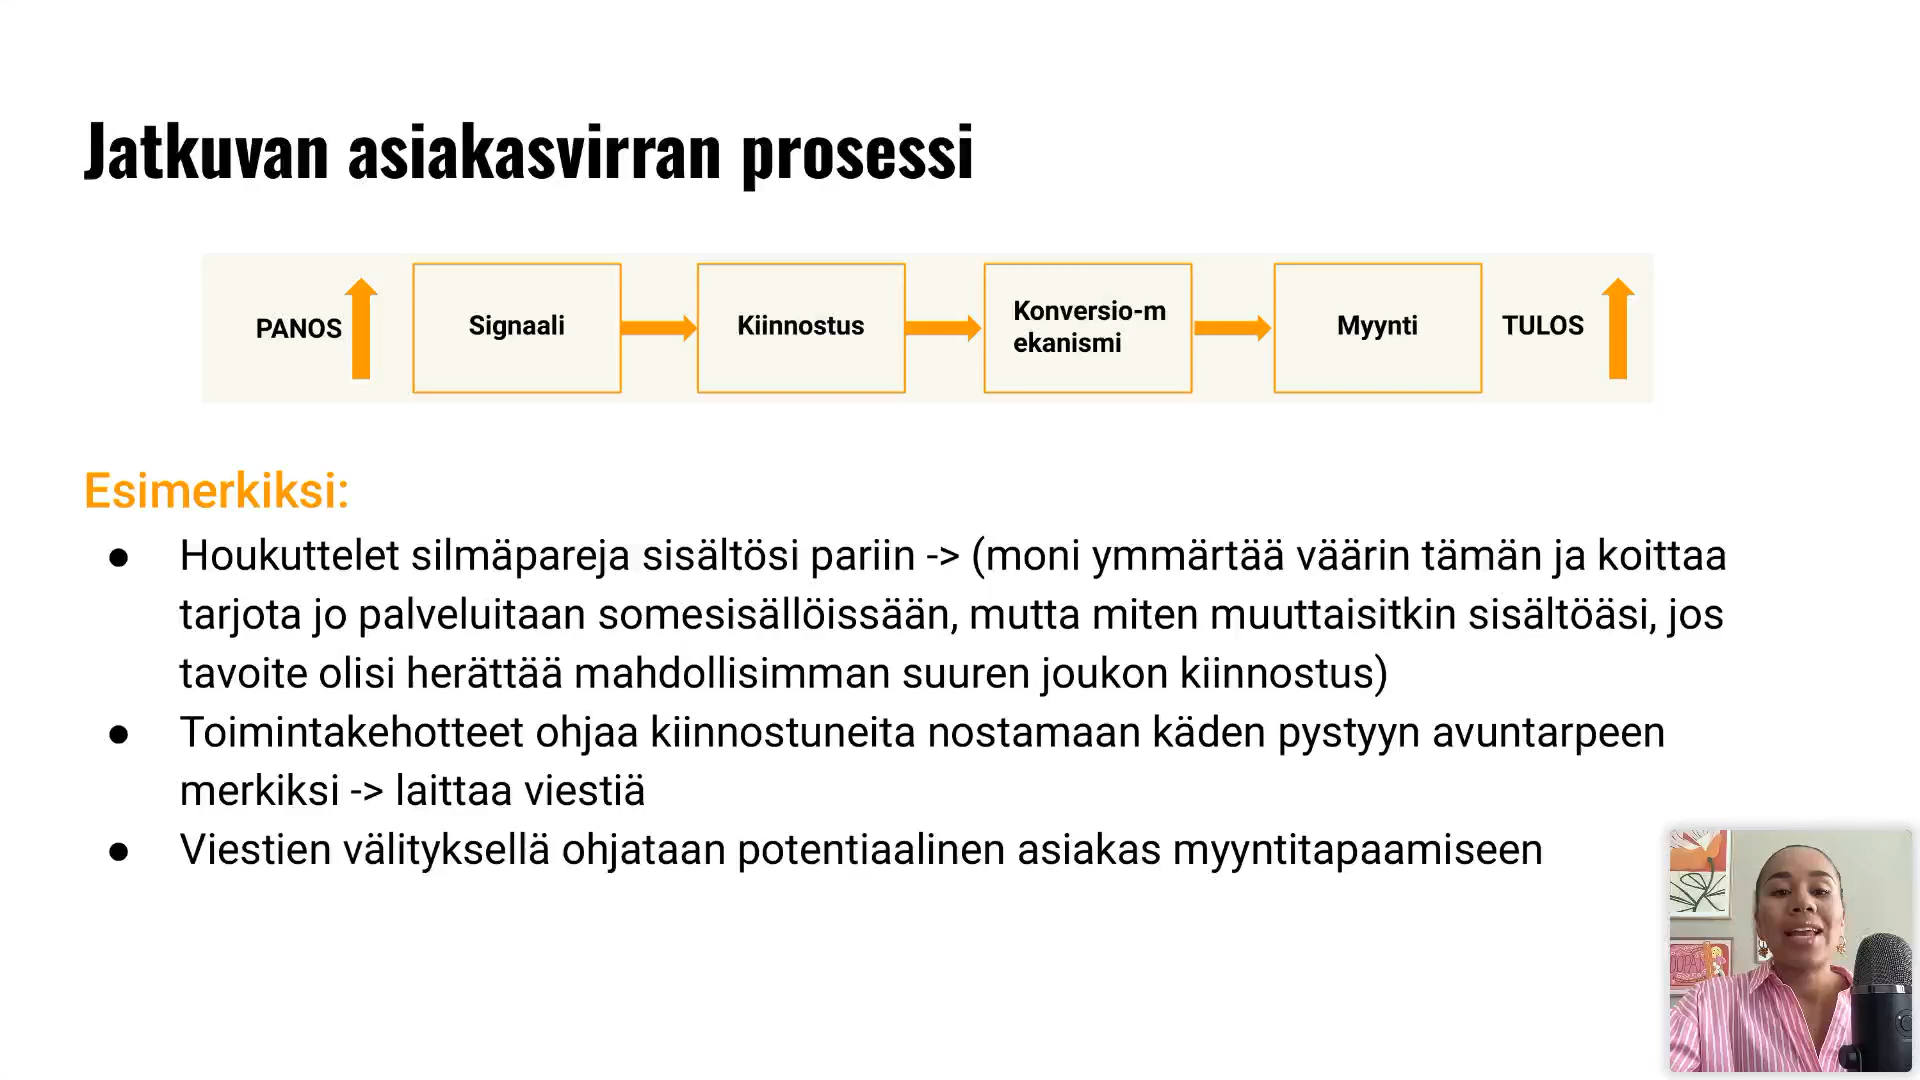 Jatkuvan asiakasvirran prosessi
PANOS
Signaali
Kiinnostus
Konversio-m
ekanismi
Myynti
TULOS
Esimerkiksi:
● Houkuttelet silmäpareja sisältösi pariin -> (moni ymmärtää väärin tämän ja koittaa
tarjota jo palveluitaan somesisällöissään, mutta miten muuttaisitkin sisältöäsi, jos
tavoite olisi herättää mahdollisimman suuren joukon kiinnostus)
● Toimintakehotteet ohjaa kiinnostuneita nostamaan käden pystyyn avuntarpeen
merkiksi -> laittaa viestiä
● Viestien välityksellä ohjataan potentiaalinen asiakas myyntitapaamiseen